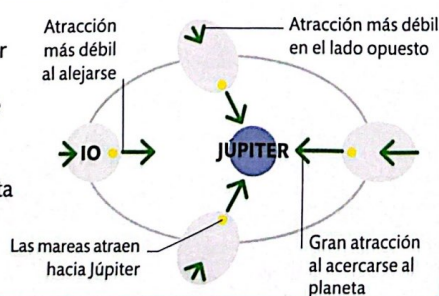 Atracción
más débil
al alejarse
Atracción más débil
en el lado opuesto
IO
JÚPITER
Las mareas atraen
hacia Júpiter
Gran atracción
al acercarse al
planeta